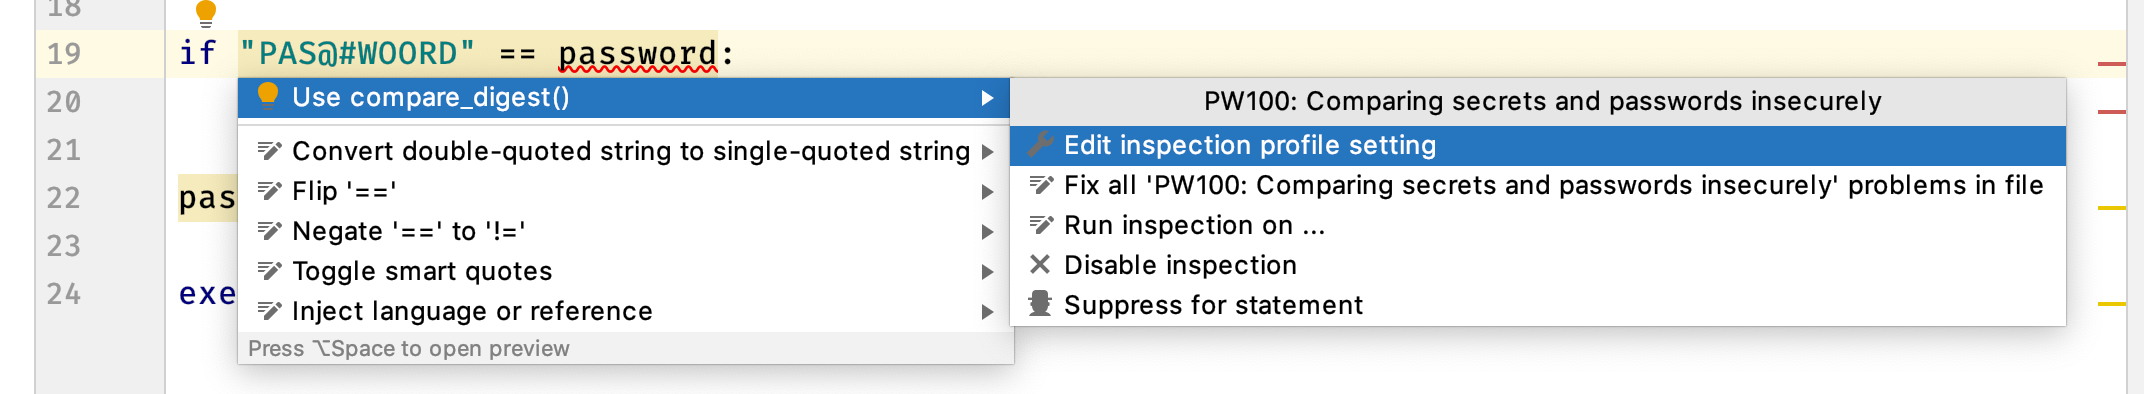 18
19 if "PAS@#WOORD" == password:
20
21
22 pas
23
24 exe
Use compare_digest()
Convert double-quoted string to single-quoted string
Flip '=='
Negate '==' to '!='
Toggle smart quotes
Inject language or reference
Press ⌥Space to open preview
PW100: Comparing secrets and passwords insecurely
Edit inspection profile setting
Fix all 'PW100: Comparing secrets and passwords insecurely' problems in file
Run inspection on ...
Disable inspection
Suppress for statement